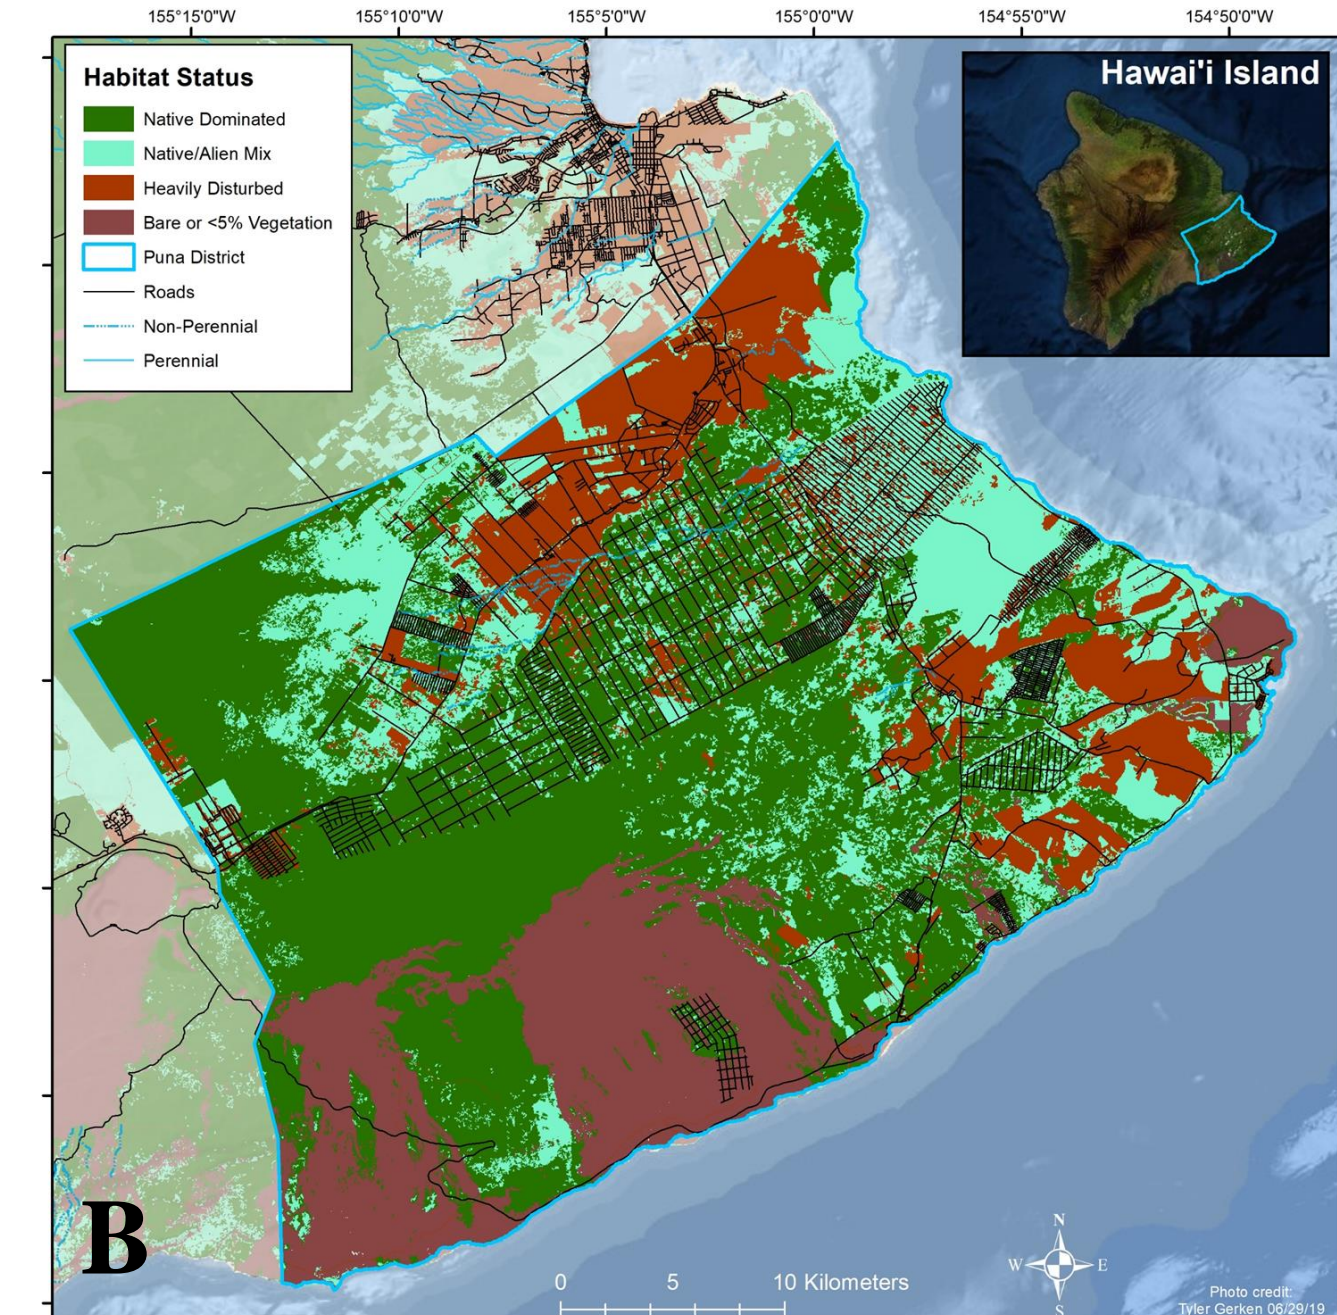 155°15'0"W
155°10'0"W
155°5'0"W
155°0'0"W
154°55'0"W
154°50'0"W
Habitat Status
Native Dominated
Native/Alien Mix
Heavily Disturbed
Bare or <5% Vegetation
Puna District
Roads
Non-Perennial
Perennial
Hawai'i Island
B
0 5 10 Kilometers
N
W E
S
Photo credit:
Tyler Gerken 06/29/19